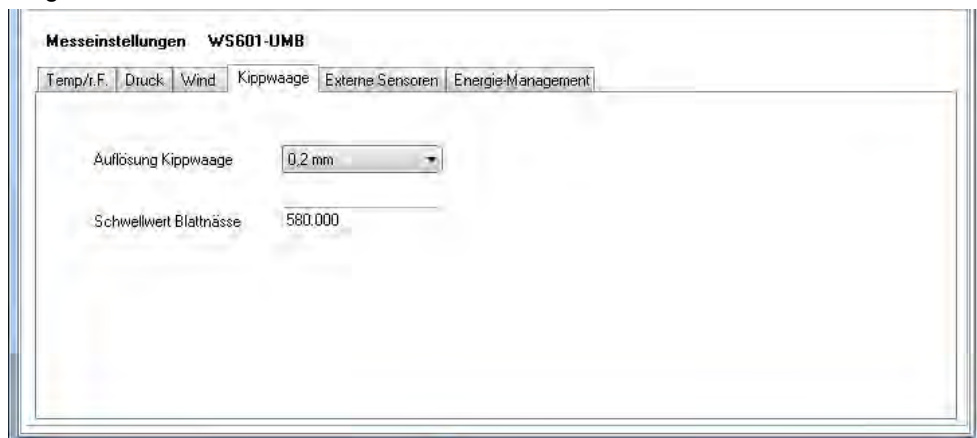 Messeinstellungen WS601-UMB
Temp/r.F. Druck Wind Kippwaage Externe Sensoren Energie-Management
Auflösung Kippwaage 0,2 mm
Schwellwert Blattnässe 580.000